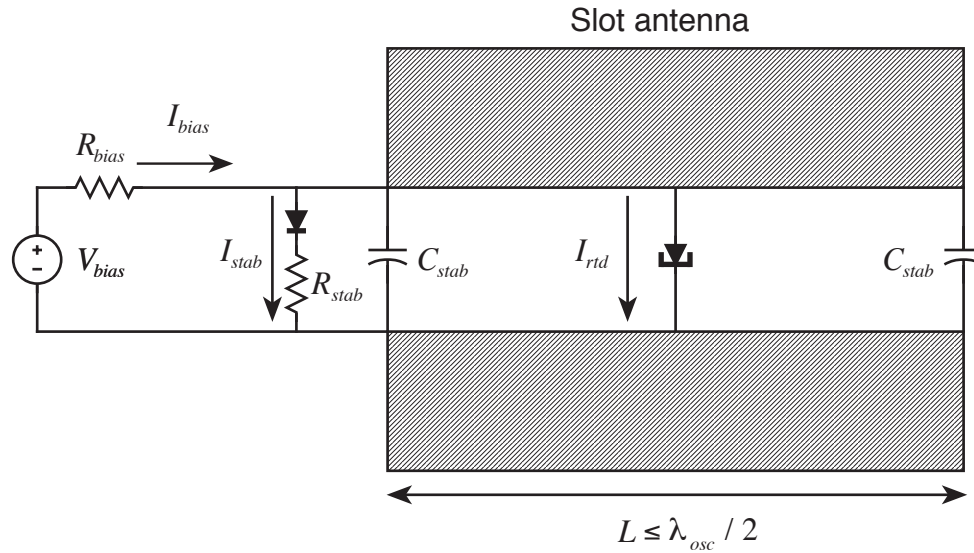 Slot antenna
I_bias
R_bias
+
−
V_bias
I_stab
R_stab
C_stab
I_rtd
C_stab
L ≤ λ_osc / 2